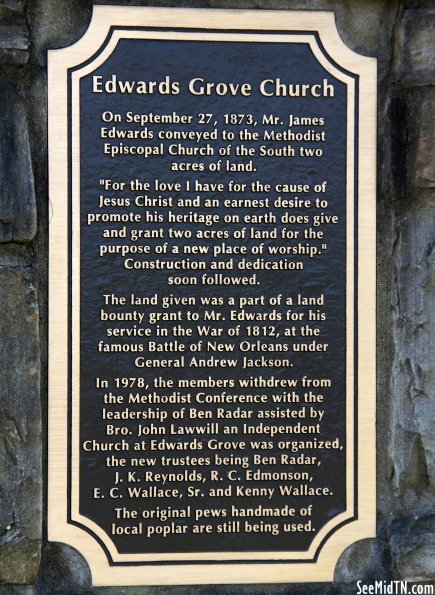 Edwards Grove Church
On September 27, 1873, Mr. James
Edwards conveyed to the Methodist
Episcopal Church of the South two
acres of land.
"For the love I have for the cause of
Jesus Christ and an earnest desire to
promote his heritage on earth does give
and grant two acres of land for the
purpose of a new place of worship."
Construction and dedication
soon followed.
The land given was a part of a land
bounty grant to Mr. Edwards for his
service in the War of 1812, at the
famous Battle of New Orleans under
General Andrew Jackson.
In 1978, the members withdrew from
the Methodist Conference with the
leadership of Ben Radar assisted by
Bro. John Lawwill an Independent
Church at Edwards Grove was organized,
the new trustees being Ben Radar,
J. K. Reynolds, R. C. Edmonson,
E. C. Wallace, Sr. and Kenny Wallace.
The original pews handmade of
local poplar are still being used.
SeeMidTN.com